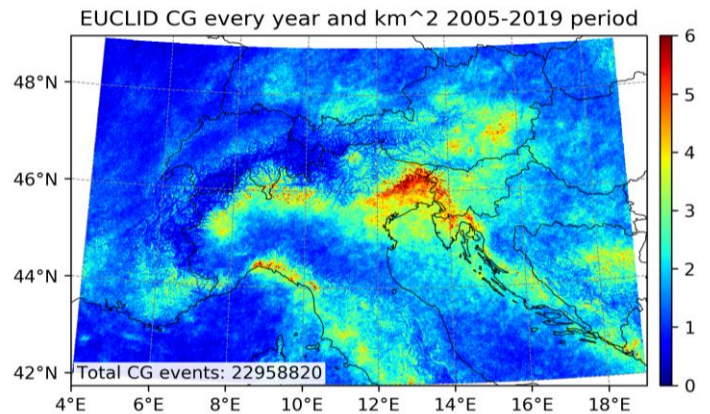 EUCLID CG every year and km^2 2005-2019 period
6
48°N
5
4
46°N
3
44°N
2
1
42°N
Total CG events: 22958820
0
4°E 6°E 8°E 10°E 12°E 14°E 16°E 18°E